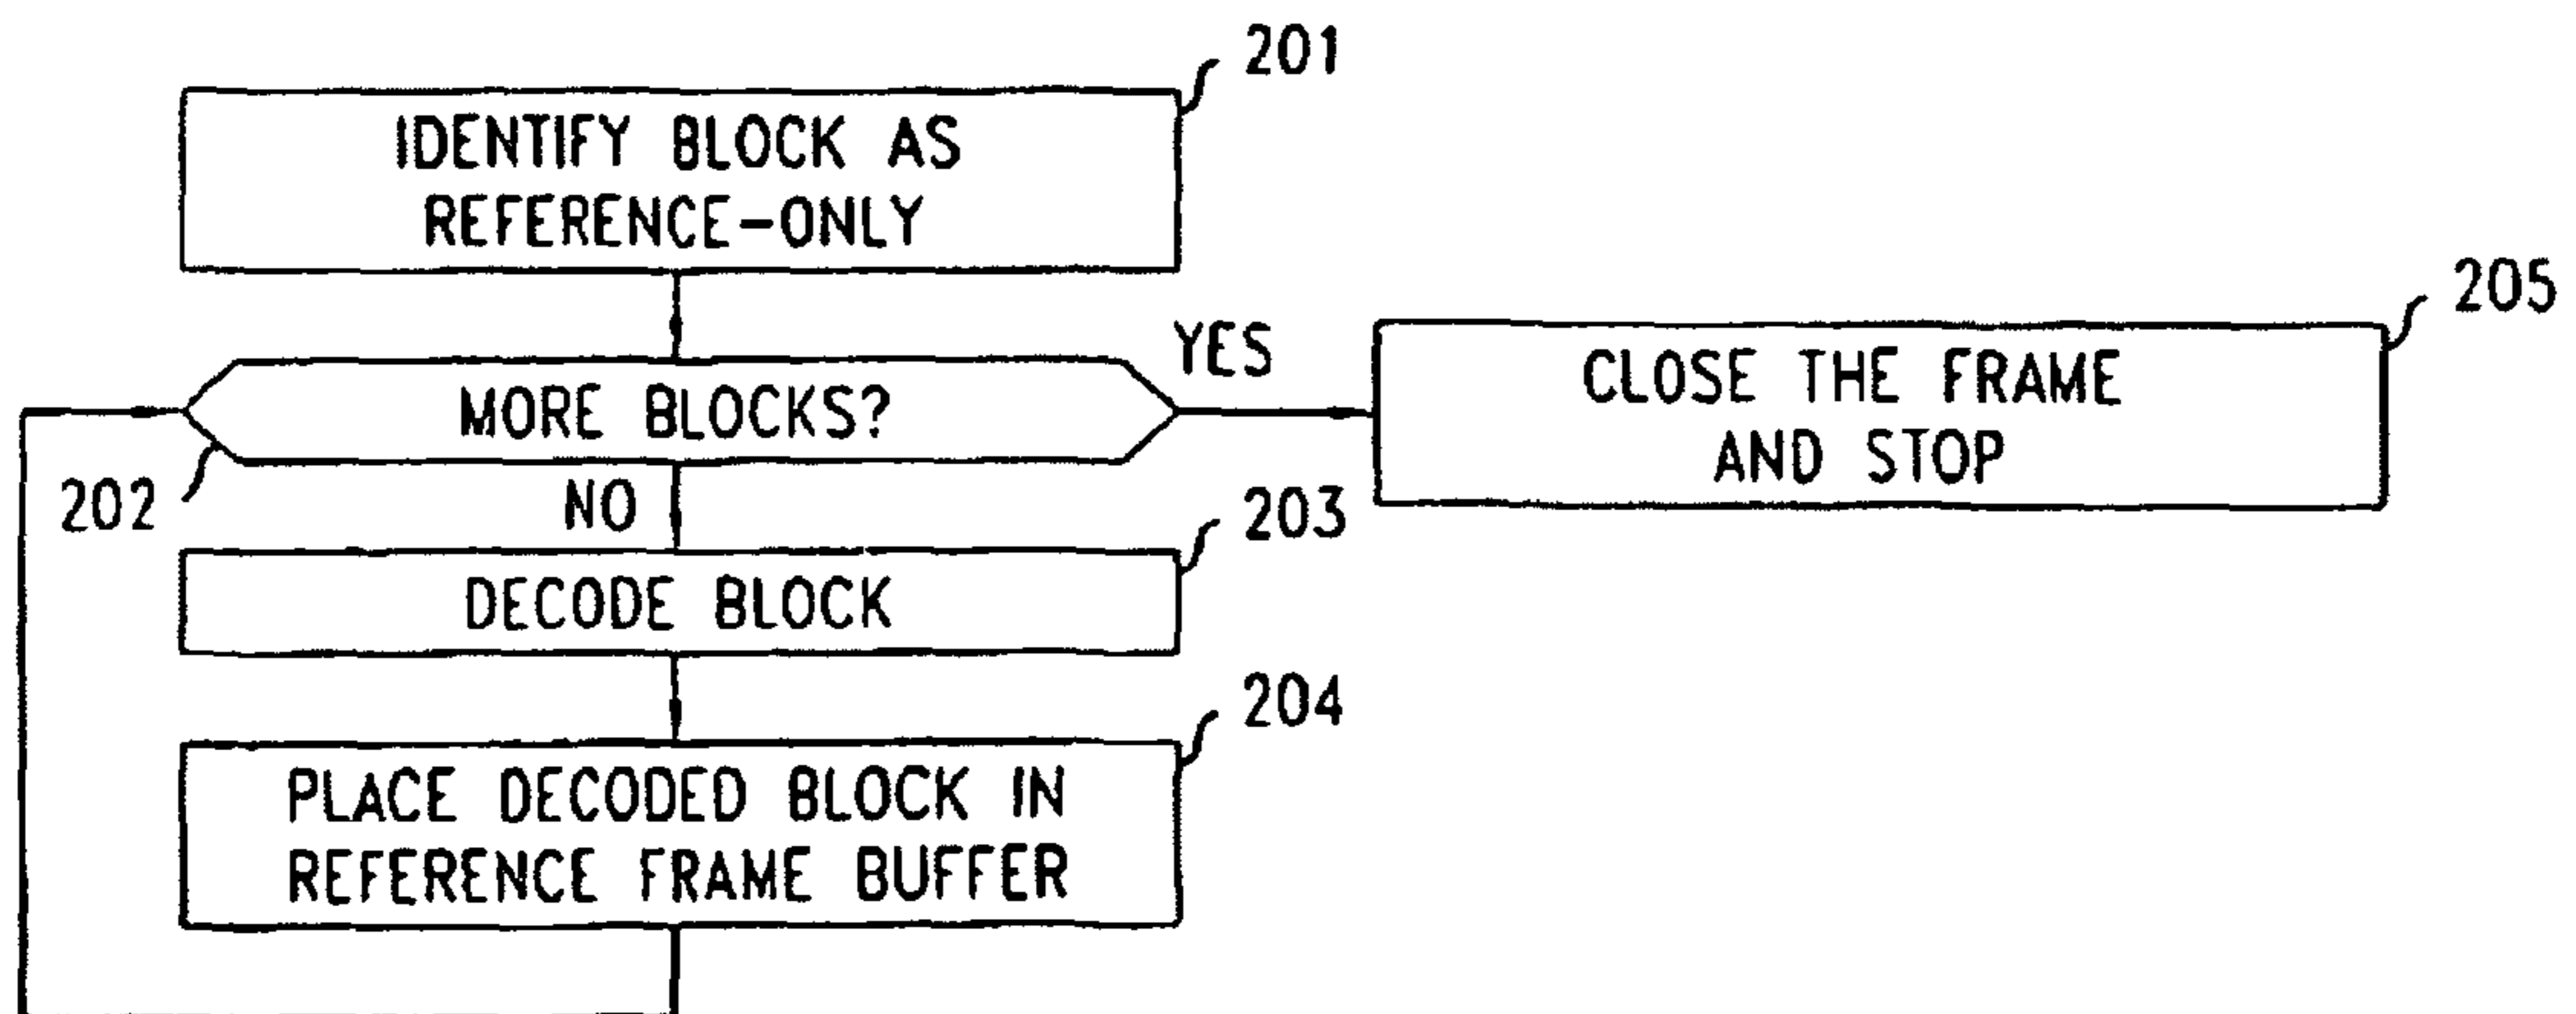 201
IDENTIFY BLOCK AS
REFERENCE-ONLY
205
YES
CLOSE THE FRAME
AND STOP
MORE BLOCKS?
202
NO
203
DECODE BLOCK
204
PLACE DECODED BLOCK IN
REFERENCE FRAME BUFFER